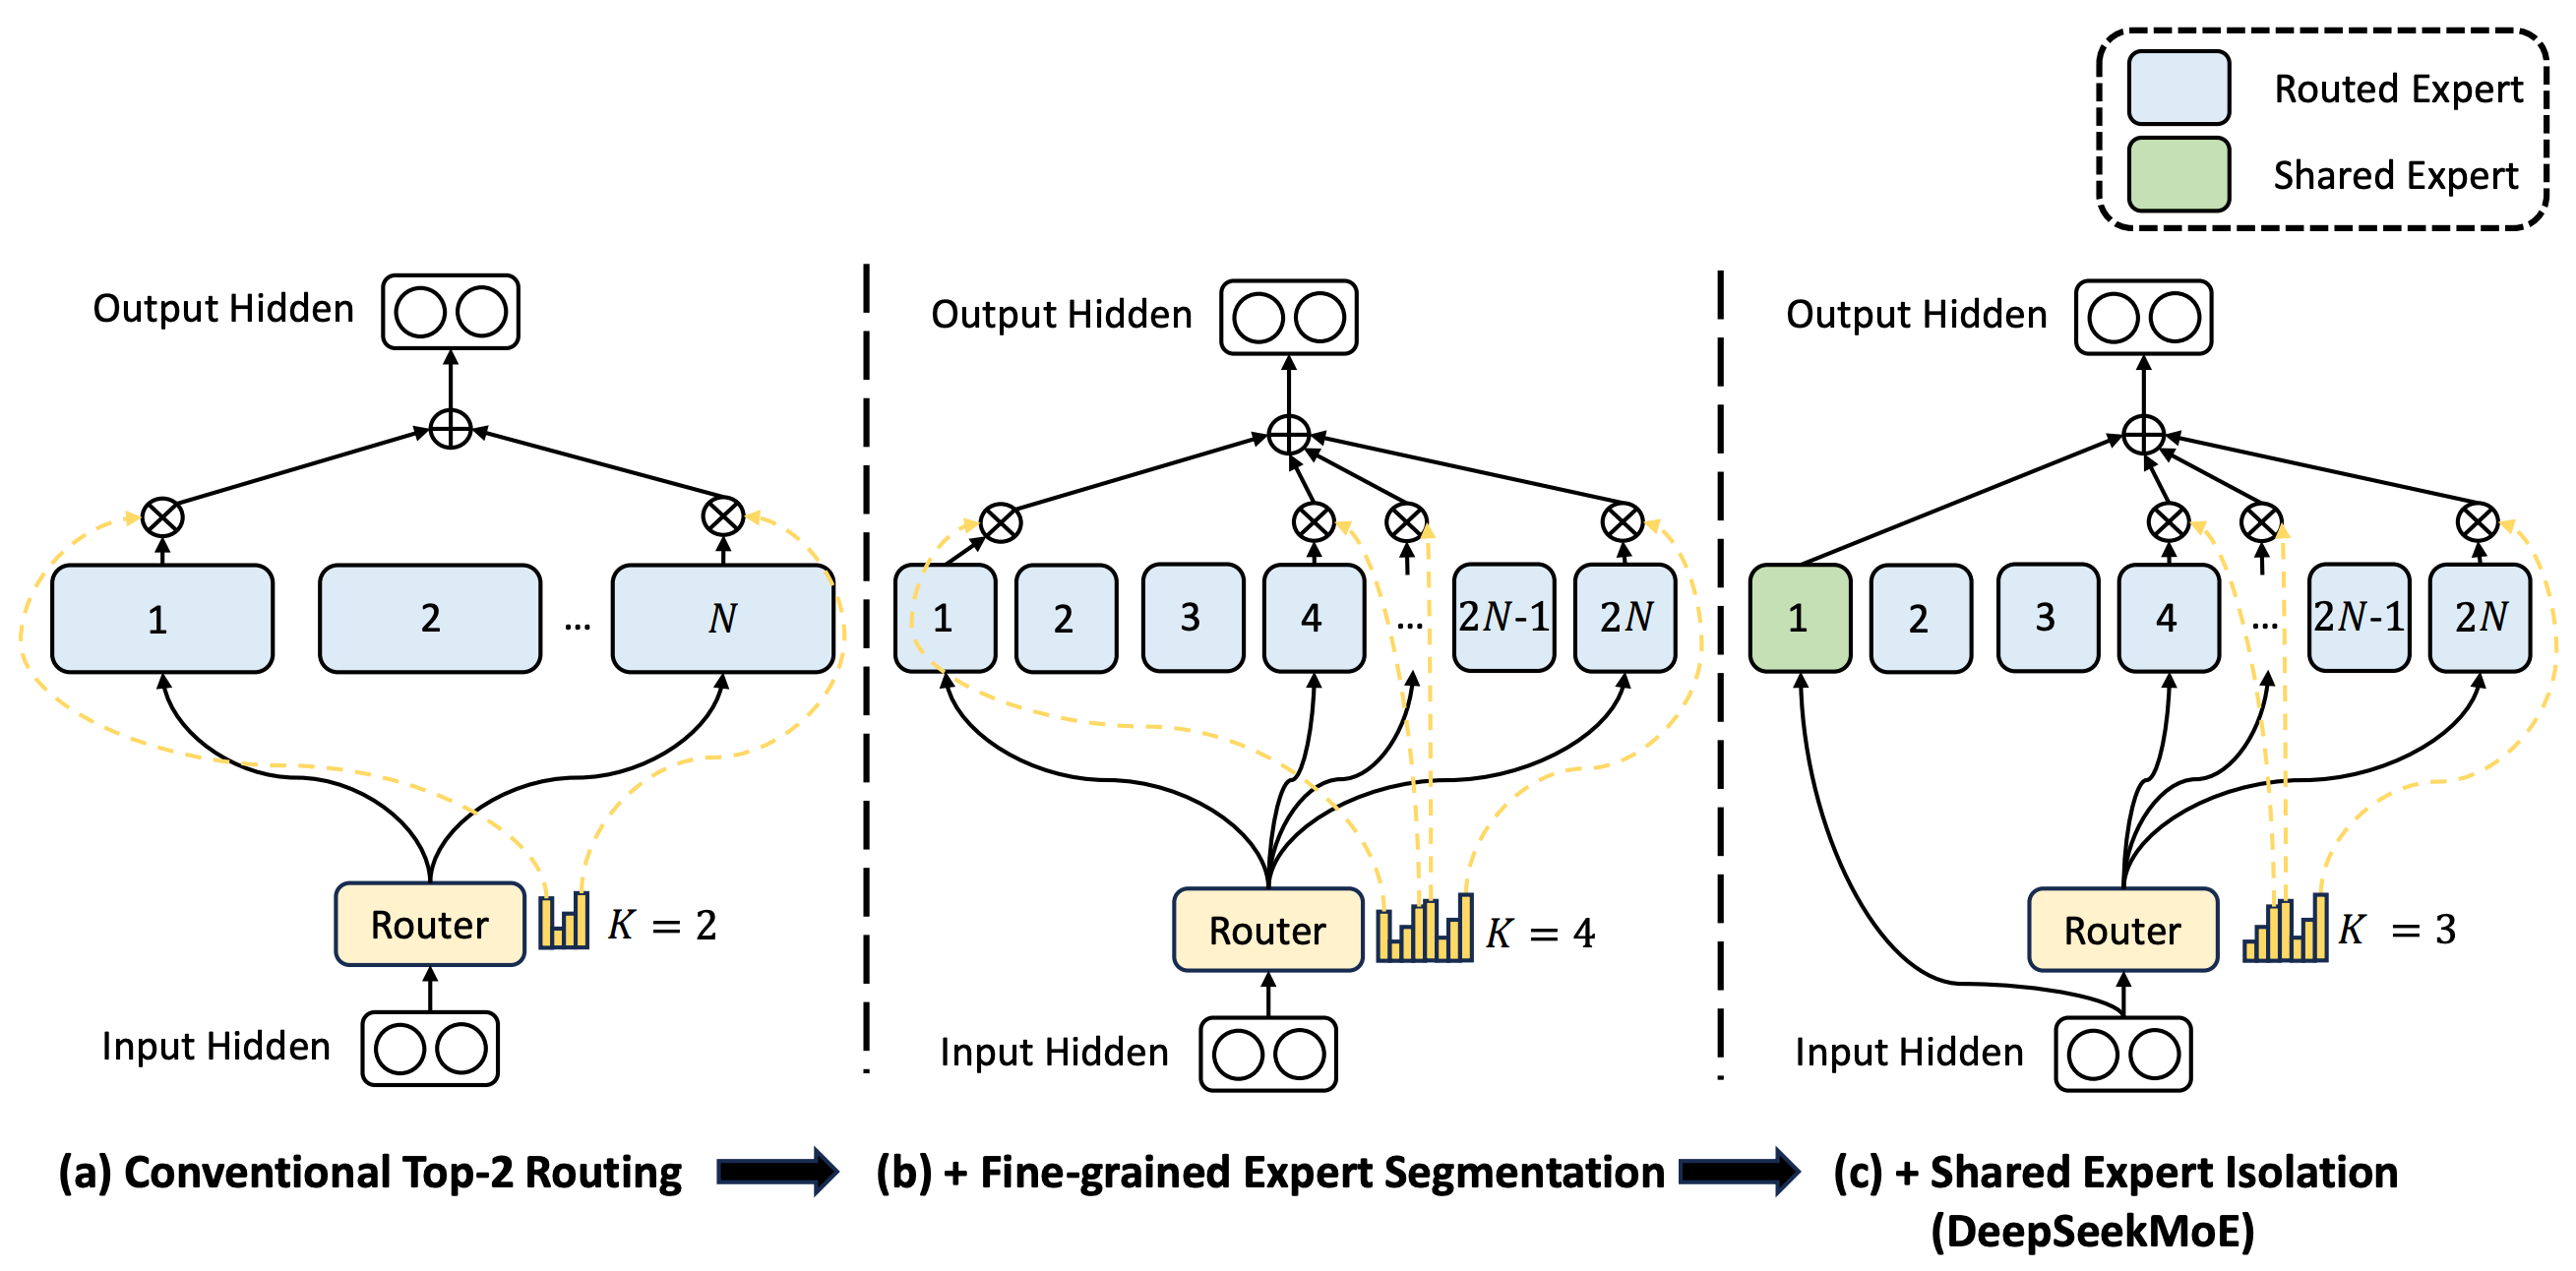 Routed Expert
Shared Expert
Output Hidden
1
2
...
N
Router
K = 2
Input Hidden
(a) Conventional Top-2 Routing
Output Hidden
1
2
3
4
...
2N-1
2N
Router
K = 4
Input Hidden
(b) + Fine-grained Expert Segmentation
Output Hidden
1
2
3
4
...
2N-1
2N
Router
K = 3
Input Hidden
(c) + Shared Expert Isolation
(DeepSeekMoE)